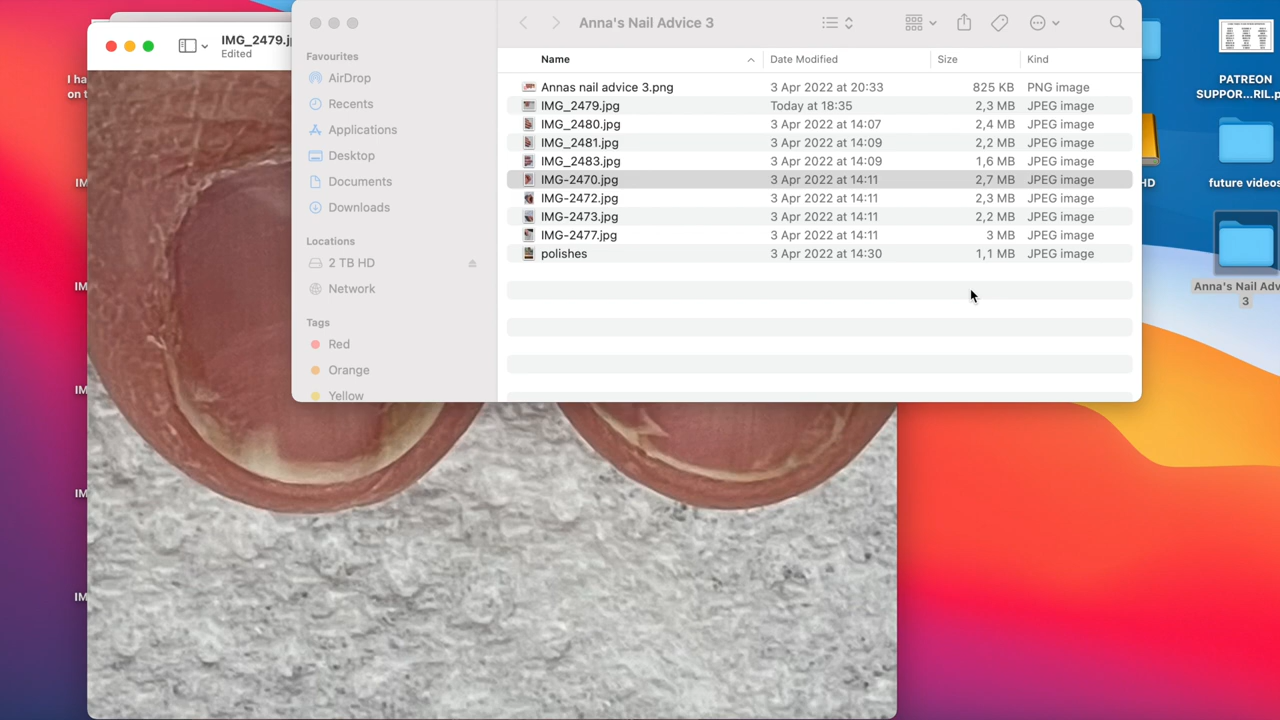 IMG_2479.j
Edited
Anna's Nail Advice 3
Favourites
AirDrop
Recents
Applications
Desktop
Documents
Downloads
Locations
2 TB HD
Network
Tags
Red
Orange
Yellow
Name Date Modified Size Kind
Annas nail advice 3.png 3 Apr 2022 at 20:33 825 KB PNG image
IMG_2479.jpg Today at 18:35 2,3 MB JPEG image
IMG_2480.jpg 3 Apr 2022 at 14:07 2,4 MB JPEG image
IMG_2481.jpg 3 Apr 2022 at 14:09 2,2 MB JPEG image
IMG_2483.jpg 3 Apr 2022 at 14:09 1,6 MB JPEG image
IMG-2470.jpg 3 Apr 2022 at 14:11 2,7 MB JPEG image
IMG-2472.jpg 3 Apr 2022 at 14:11 2,3 MB JPEG image
IMG-2473.jpg 3 Apr 2022 at 14:11 2,2 MB JPEG image
IMG-2477.jpg 3 Apr 2022 at 14:11 3 MB JPEG image
polishes 3 Apr 2022 at 14:30 1,1 MB JPEG image
I ha
on t
IM
IM
IM
IM
IM
PATREON
SUPPOR...RIL.p
HD
future videos
Anna's Nail Adv
3